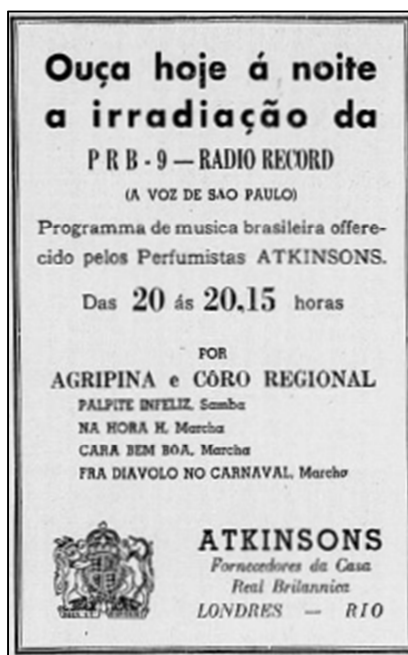 Ouça hoje á noite
a irradiação da
PRB-9 — RADIO RECORD
(A VOZ DE SAO PAULO)
Programma de musica brasileira offere-
cido pelos Perfumistas ATKINSONS.
Das 20 ás 20,15 horas
POR
AGRIPINA e CÔRO REGIONAL
PALPITE INFELIZ, Samba
NA HORA H, Marcha
CARA BEM BOA, Marcha
FRA DIAVOLO NO CARNAVAL, Marcha
ATKINSONS
Fornecedores da Casa
Real Britannica
LONDRES — RIO